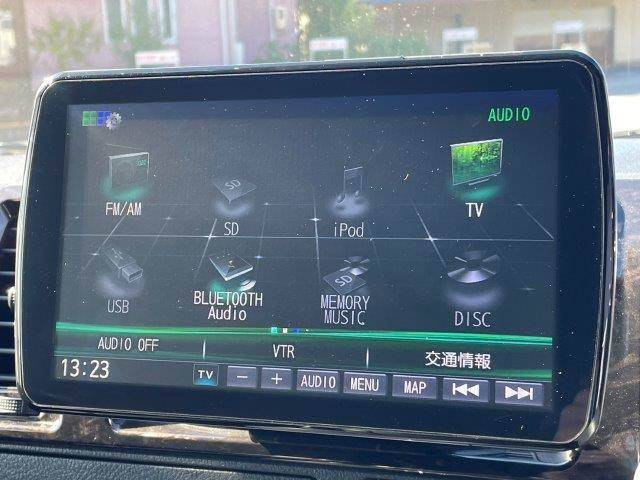 AUDIO
FM/AM
SD
iPod
TV
USB
BLUETOOTH
Audio
MEMORY
MUSIC
DISC
AUDIO OFF
VTR
交通情報
13:23
TV
−
+
AUDIO
MENU
MAP